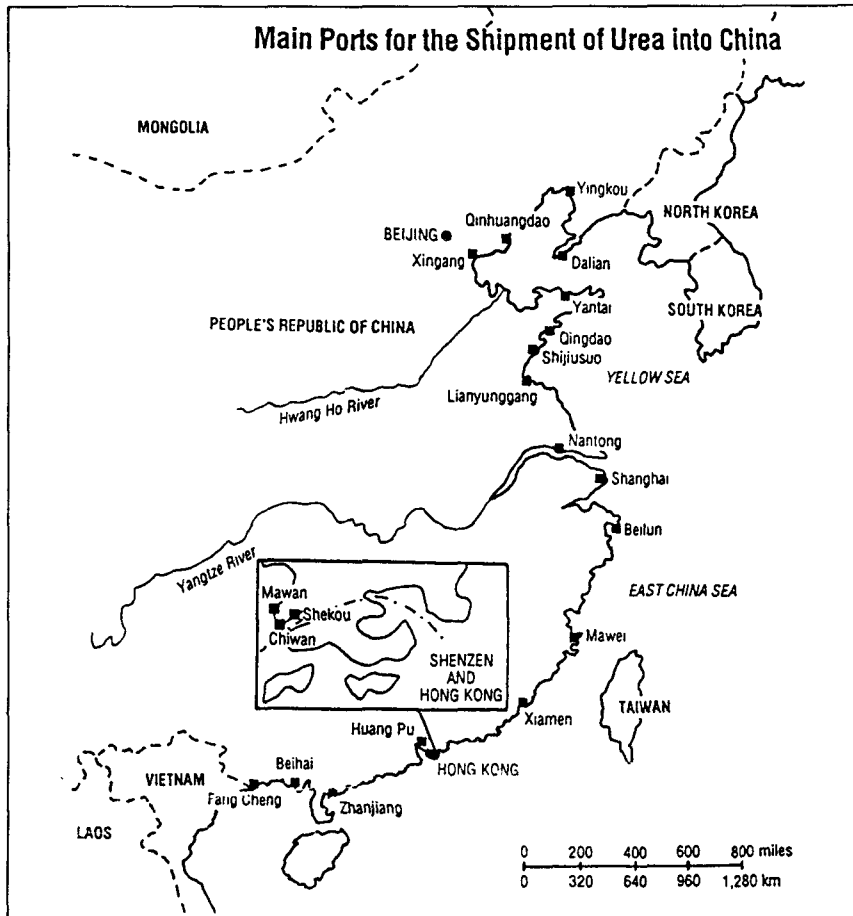 Main Ports for the Shipment of Urea into China
MONGOLIA
Yingkou
NORTH KOREA
Qinhuangdao
BEIJING
Xingang
Dalian
SOUTH KOREA
Yantai
PEOPLE'S REPUBLIC OF CHINA
Qingdao
Shijiusuo
YELLOW SEA
Lianyunggang
Hwang Ho River
Nantong
Shanghai
Beilun
Yangtze River
EAST CHINA SEA
Mawan
Shekou
Chiwan
Mawei
SHENZEN
AND
HONG KONG
TAIWAN
Xiamen
Huang Pu
HONG KONG
Beihai
VIETNAM
Fang Cheng
Zhanjiang
LAOS
0 200 400 600 800 miles
0 320 640 960 1,280 km